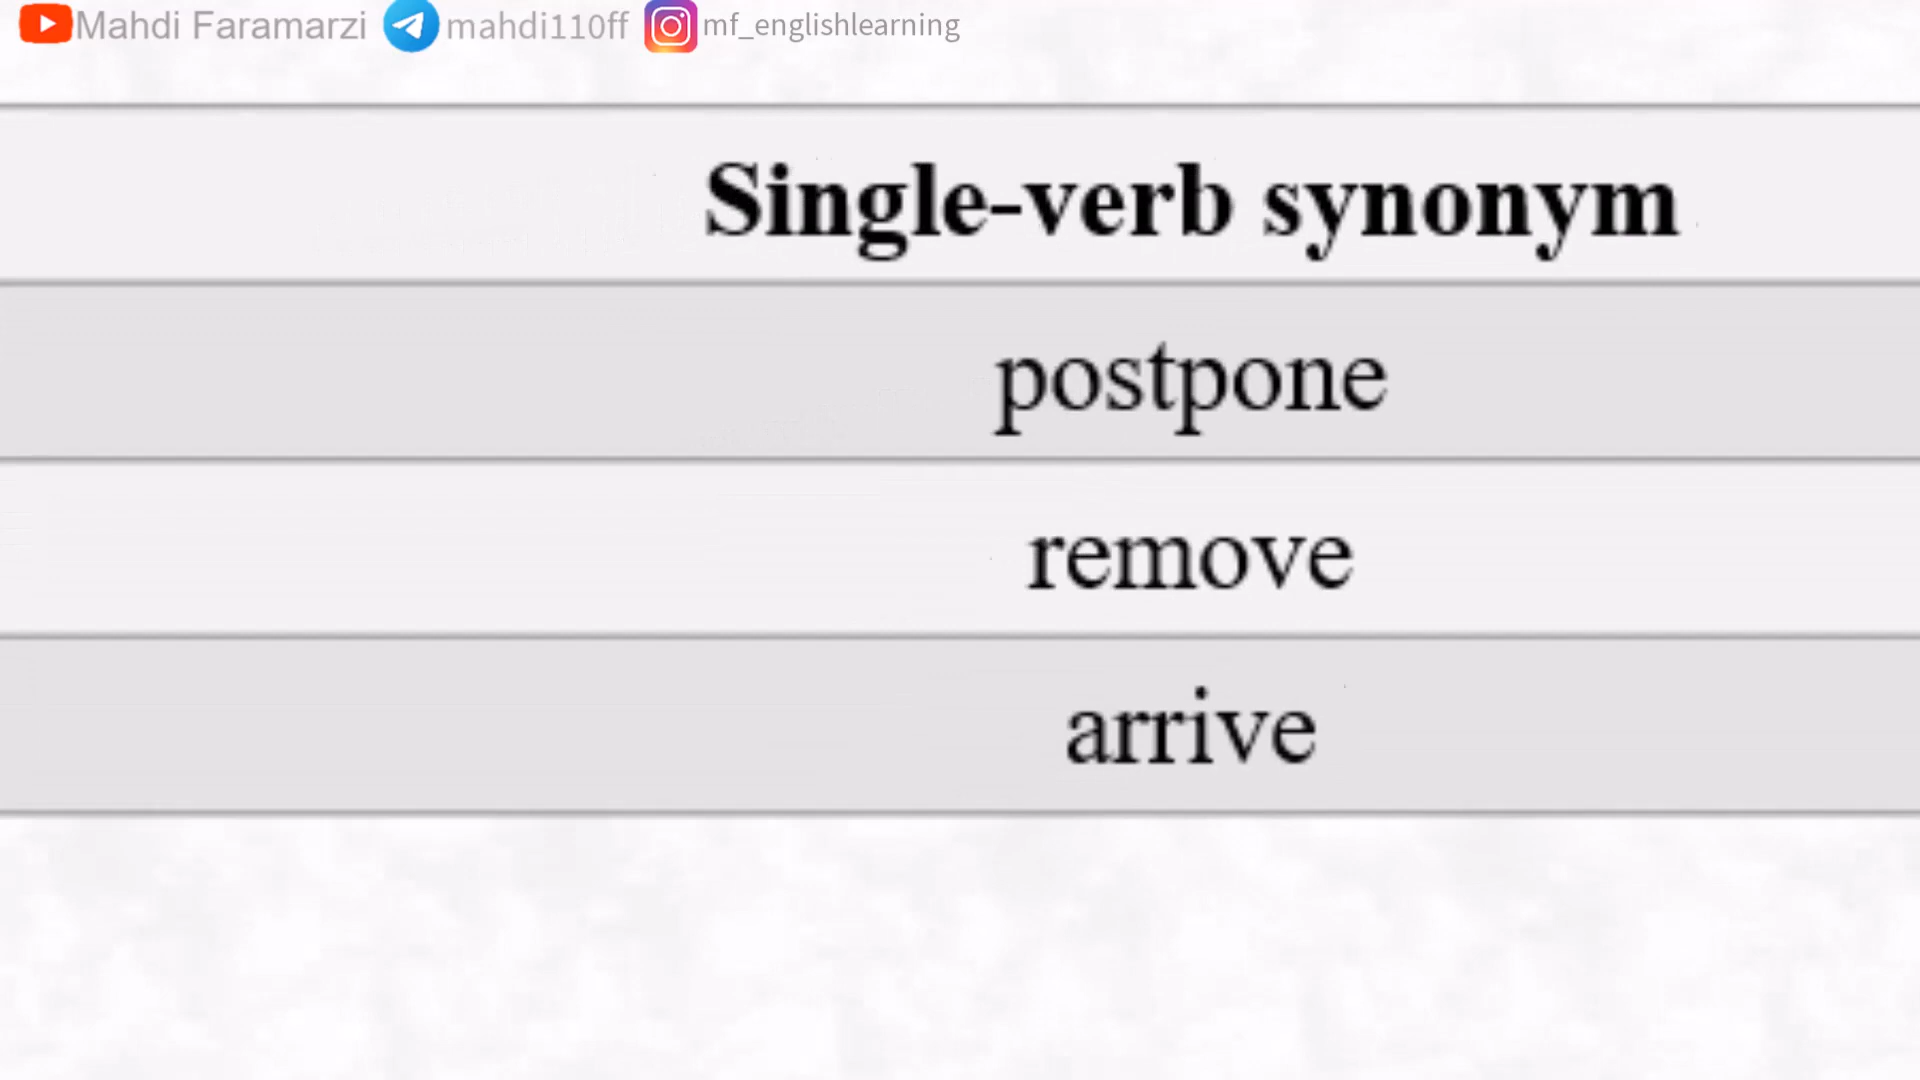 Mahdi Faramarzi mahdi110ff mf_englishlearning
Single-verb synonym
postpone
remove
arrive